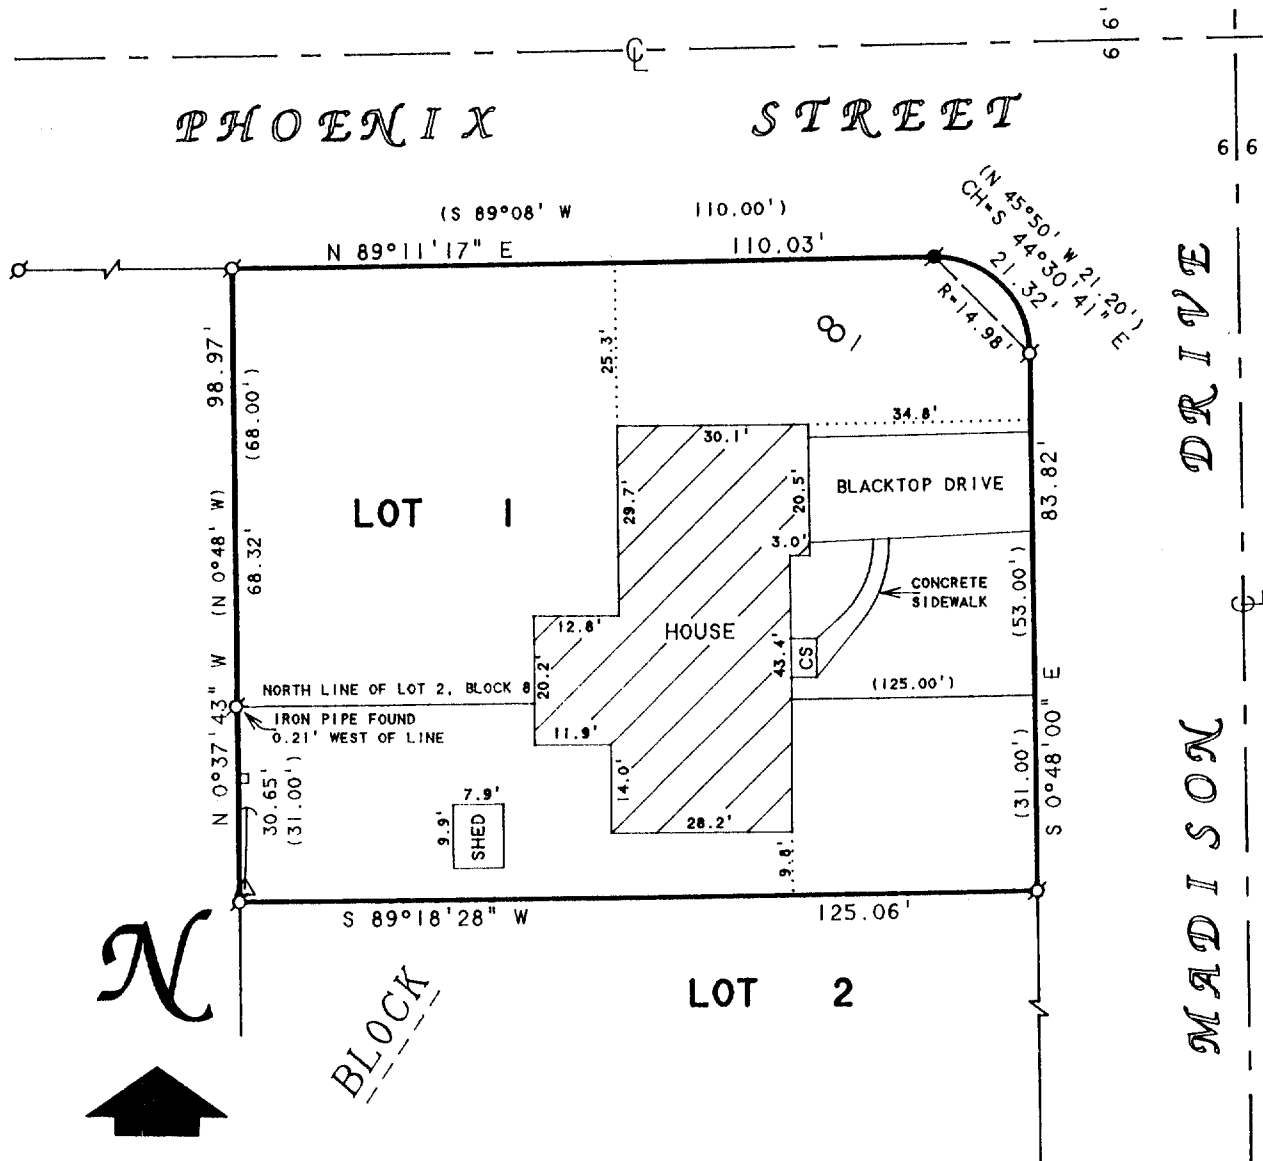 66'
℄
PHOENIX STREET
66
(S 89°08' W 110.00')
N 89°11'17" E 110.03'
(N 45°50' W 21.20')
CH=S 44°30'41" E
21.32'
R=14.98'
98.97'
(68.00')
25.3'
8 1
34.8'
30.1'
DRIVE
83.82'
LOT 1
29.7'
20.5'
BLACKTOP DRIVE
3.0'
(N 0°48' W)
68.32'
CONCRETE
SIDEWALK
(53.00')
℄
12.8'
HOUSE
43.4'
CS
20.2'
NORTH LINE OF LOT 2, BLOCK 8
(125.00')
N 0°37'43" W
IRON PIPE FOUND
0.21' WEST OF LINE
11.9'
14.0'
(31.00')
S 0°48'00" E
30.65'
(31.00')
7.9'
9.9'
SHED
28.2'
9.8'
MADISON
S 89°18'28" W 125.06'
N
BLOCK
LOT 2